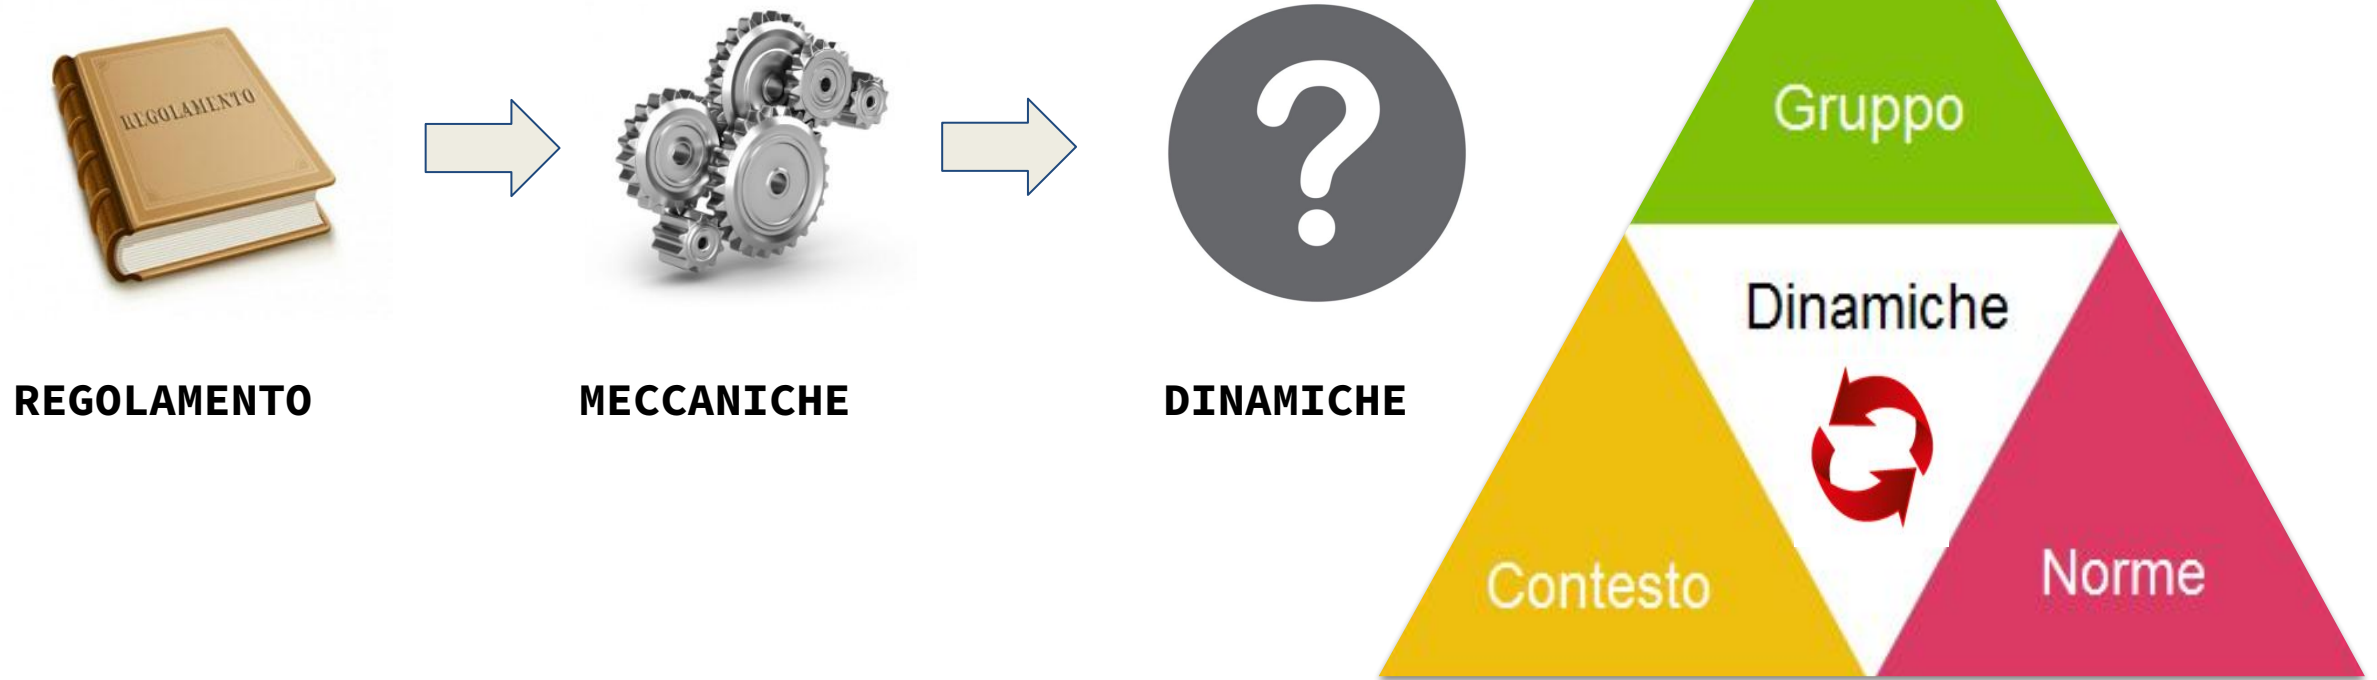 REGOLAMENTO
REGOLAMENTO
MECCANICHE
DINAMICHE
Gruppo
Dinamiche
Contesto
Norme